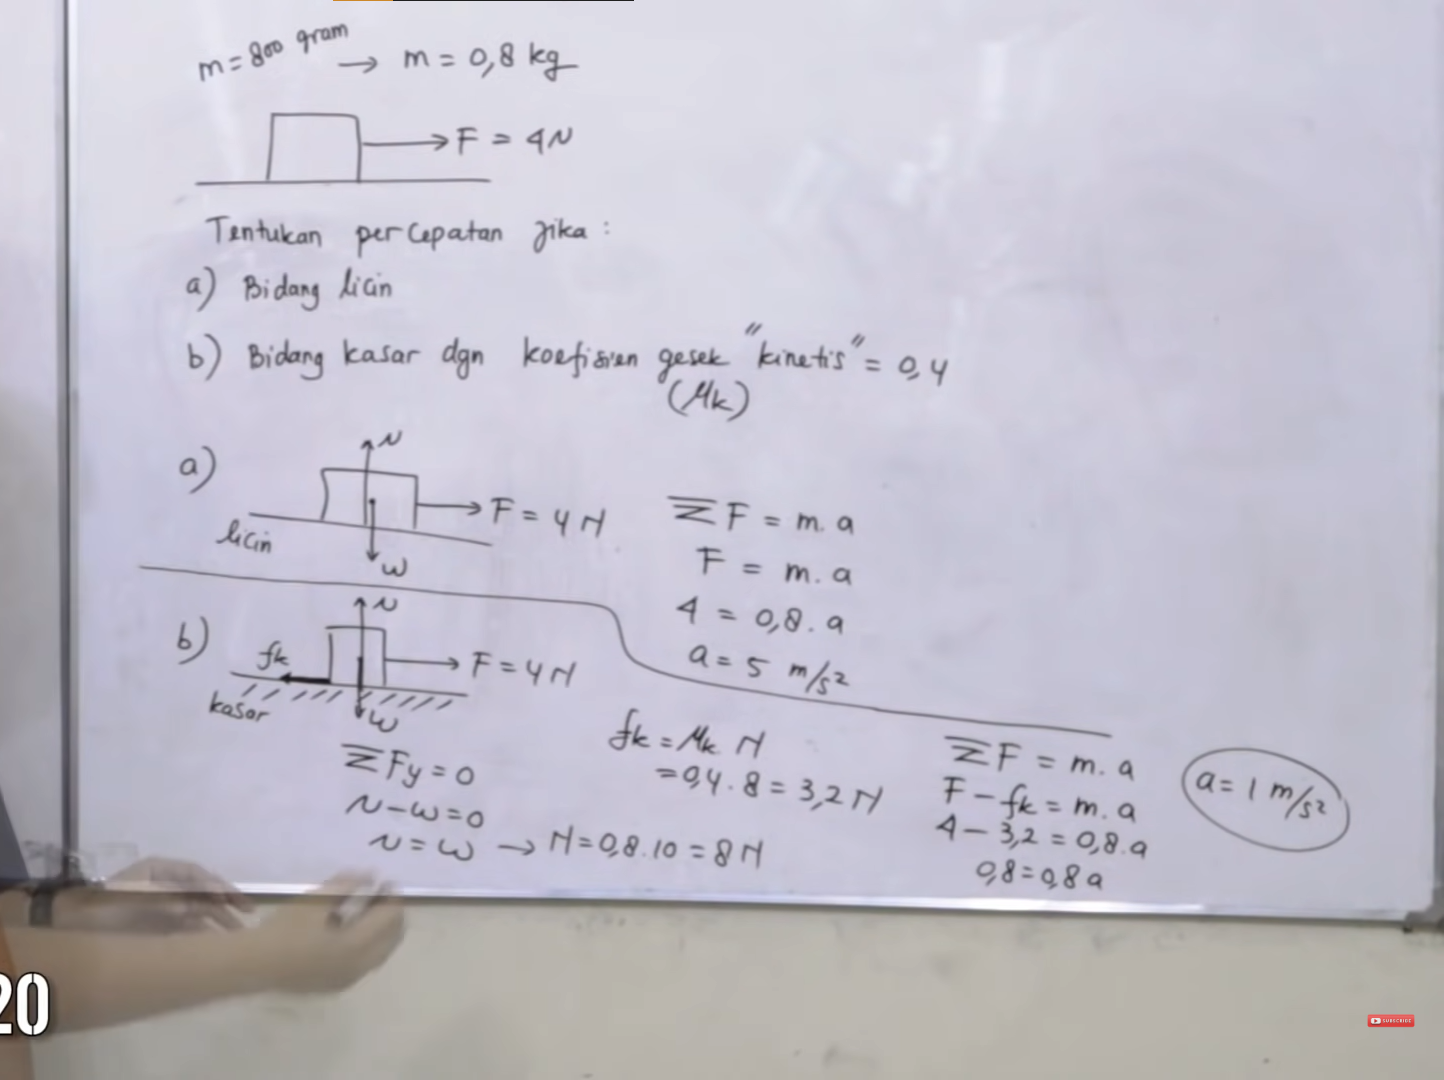 m = 800 gram → m = 0,8 kg
F = 4N
Tentukan percepatan jika :
a) Bidang licin
b) Bidang kasar dgn koefisien gesek "kinetis" = 0,4
(μk)
a)
N
F = 4 N
licin
w
ΣF = m. a
F = m. a
4 = 0,8. a
a = 5 m/s²
b)
N
fk
F = 4 N
kasar
w
ΣFy = 0
N - w = 0
N = w → N = 0,8.10 = 8 N
fk = μk N
= 0,4 . 8 = 3,2 N
ΣF = m. a
F - fk = m. a
4 - 3,2 = 0,8.a
0,8 = 0,8 a
a = 1 m/s²
20
SUBSCRIBE